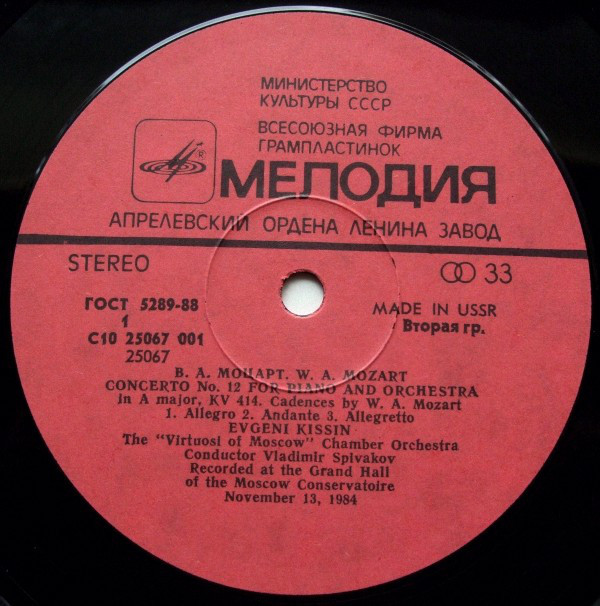 МИНИСТЕРСТВО
КУЛЬТУРЫ СССР
ВСЕСОЮЗНАЯ ФИРМА
ГРАМПЛАСТИНОК
®
МЕЛОДИЯ
АПРЕЛЕВСКИЙ ОРДЕНА ЛЕНИНА ЗАВОД
STEREO
33
ГОСТ 5289-88
MADE IN USSR
1
Вторая гр.
С10 25067 001
25067
В. А. МОЦАРТ. W. A. MOZART
CONCERTO No. 12 FOR PIANO AND ORCHESTRA
in A major, KV 414. Cadences by W. A. Mozart
1. Allegro 2. Andante 3. Allegretto
EVGENI KISSIN
The "Virtuosi of Moscow" Chamber Orchestra
Conductor Vladimir Spivakov
Recorded at the Grand Hall
of the Moscow Conservatoire
November 13, 1984